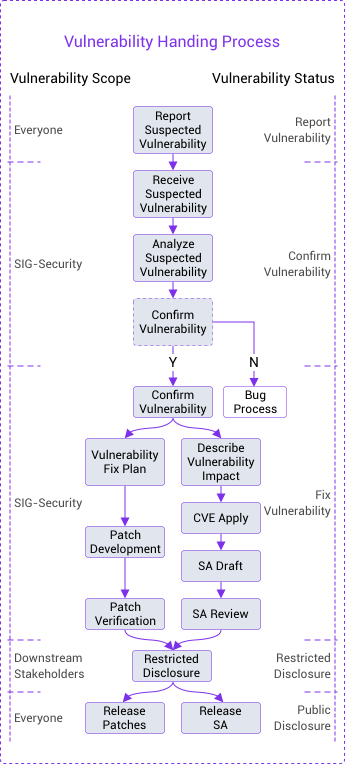 Vulnerability Handing Process
Vulnerability Scope
Vulnerability Status
Everyone
Report
Suspected
Vulnerability
Report
Vulnerability
Receive
Suspected
Vulnerability
SIG-Security
Analyze
Suspected
Vulnerability
Confirm
Vulnerability
Confirm
Vulnerability
Y
N
Confirm
Vulnerability
Bug
Process
Vulnerability
Fix Plan
Describe
Vulnerability
Impact
SIG-Security
CVE Apply
Fix
Vulnerability
Patch
Development
SA Draft
Patch
Verification
SA Review
Downstream
Stakeholders
Restricted
Disclosure
Restricted
Disclosure
Everyone
Release
Patches
Release
SA
Public
Disclosure